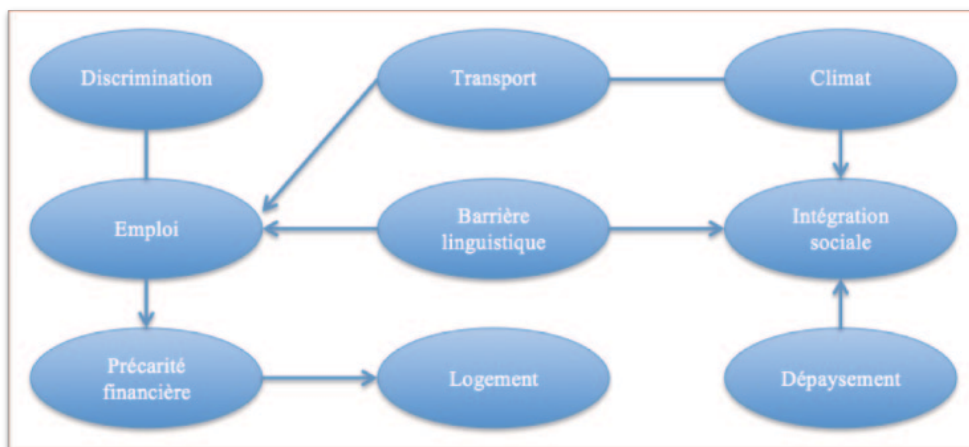 Discrimination
Transport
Climat
Emploi
Barrière
linguistique
Intégration
sociale
Précarité
financière
Logement
Dépaysement